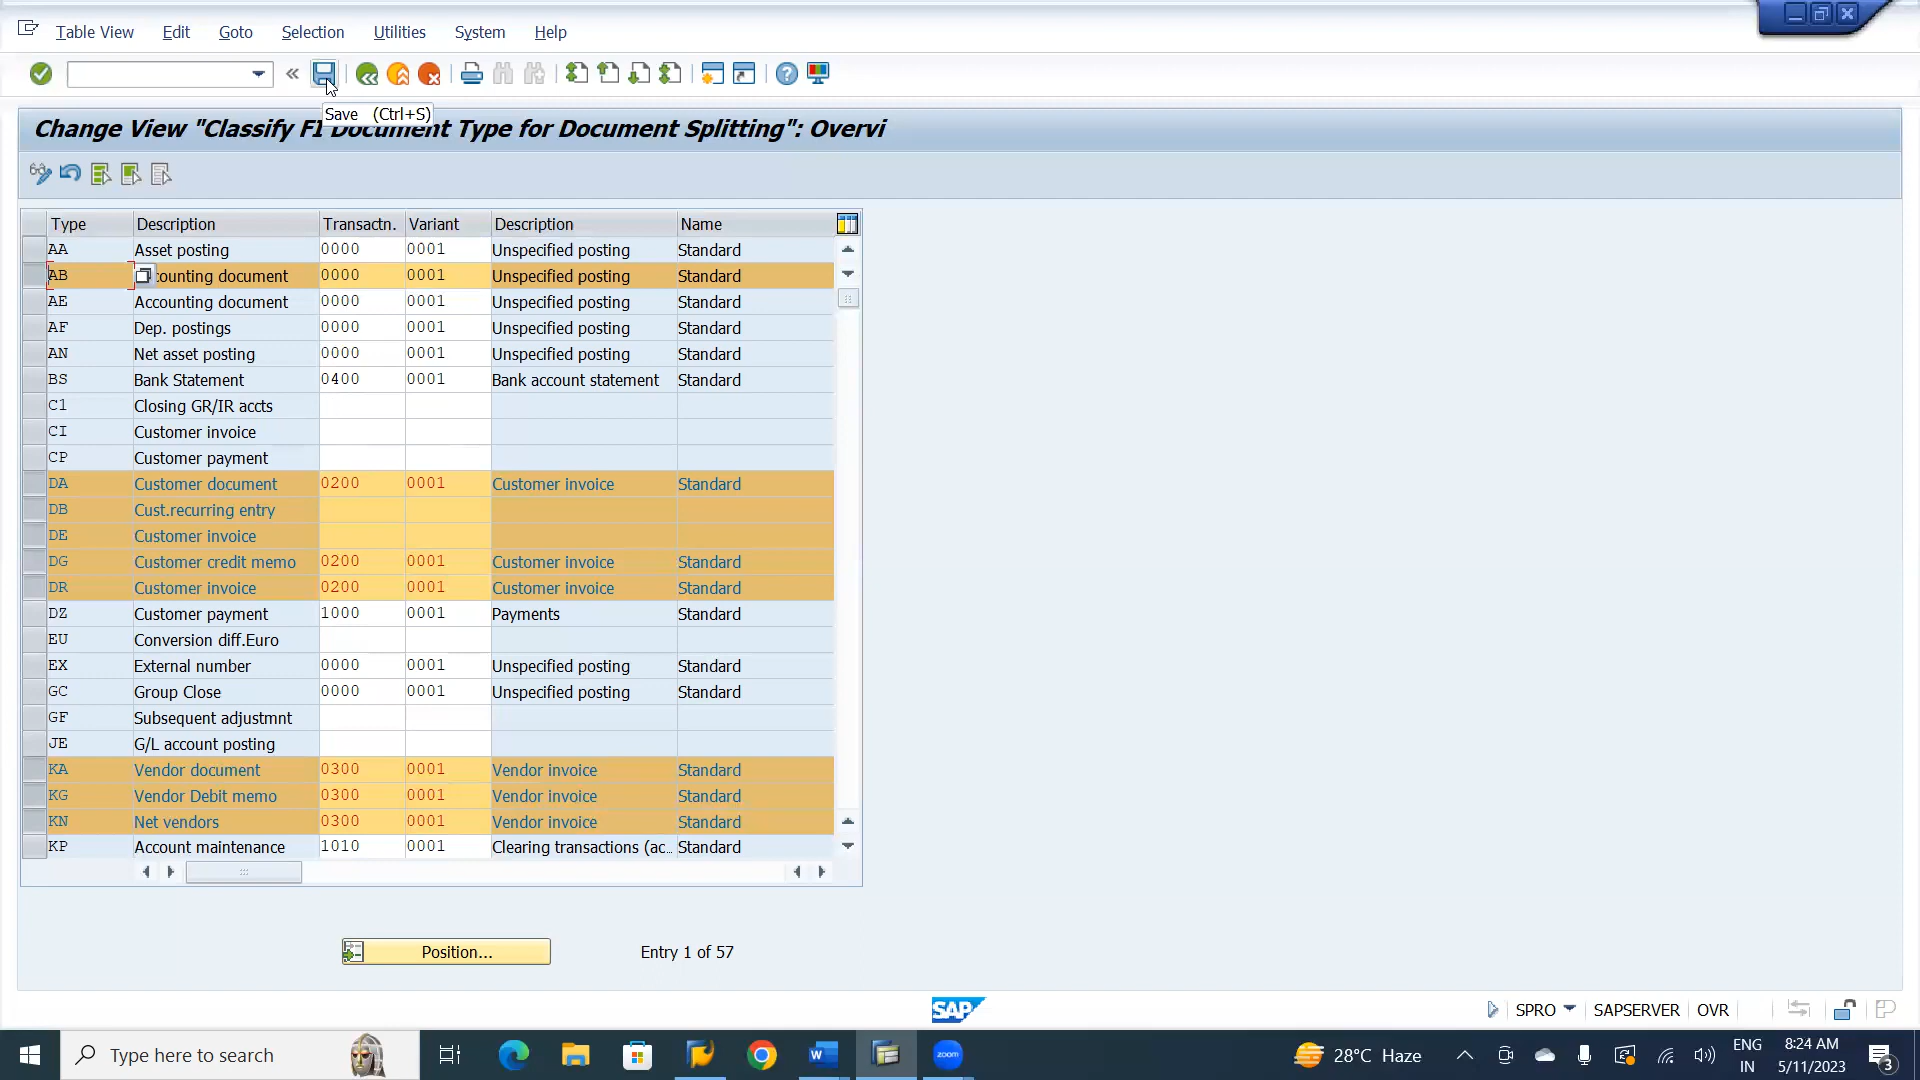 Table View Edit Goto Selection Utilities System Help
Save (Ctrl+S)
Change View "Classify FI Document Type for Document Splitting": Overvi
Type Description Transactn. Variant Description Name
AA Asset posting 0000 0001 Unspecified posting Standard
AB counting document 0000 0001 Unspecified posting Standard
AE Accounting document 0000 0001 Unspecified posting Standard
AF Dep. postings 0000 0001 Unspecified posting Standard
AN Net asset posting 0000 0001 Unspecified posting Standard
BS Bank Statement 0400 0001 Bank account statement Standard
C1 Closing GR/IR accts
CI Customer invoice
CP Customer payment
DA Customer document 0200 0001 Customer invoice Standard
DB Cust.recurring entry
DE Customer invoice
DG Customer credit memo 0200 0001 Customer invoice Standard
DR Customer invoice 0200 0001 Customer invoice Standard
DZ Customer payment 1000 0001 Payments Standard
EU Conversion diff.Euro
EX External number 0000 0001 Unspecified posting Standard
GC Group Close 0000 0001 Unspecified posting Standard
GF Subsequent adjustmnt
JE G/L account posting
KA Vendor document 0300 0001 Vendor invoice Standard
KG Vendor Debit memo 0300 0001 Vendor invoice Standard
KN Net vendors 0300 0001 Vendor invoice Standard
KP Account maintenance 1010 0001 Clearing transactions (ac… Standard
Position... Entry 1 of 57
SAP SPRO SAPSERVER OVR
Type here to search zoom 28°C Haze ENG 8:24 AM
IN 5/11/2023 3